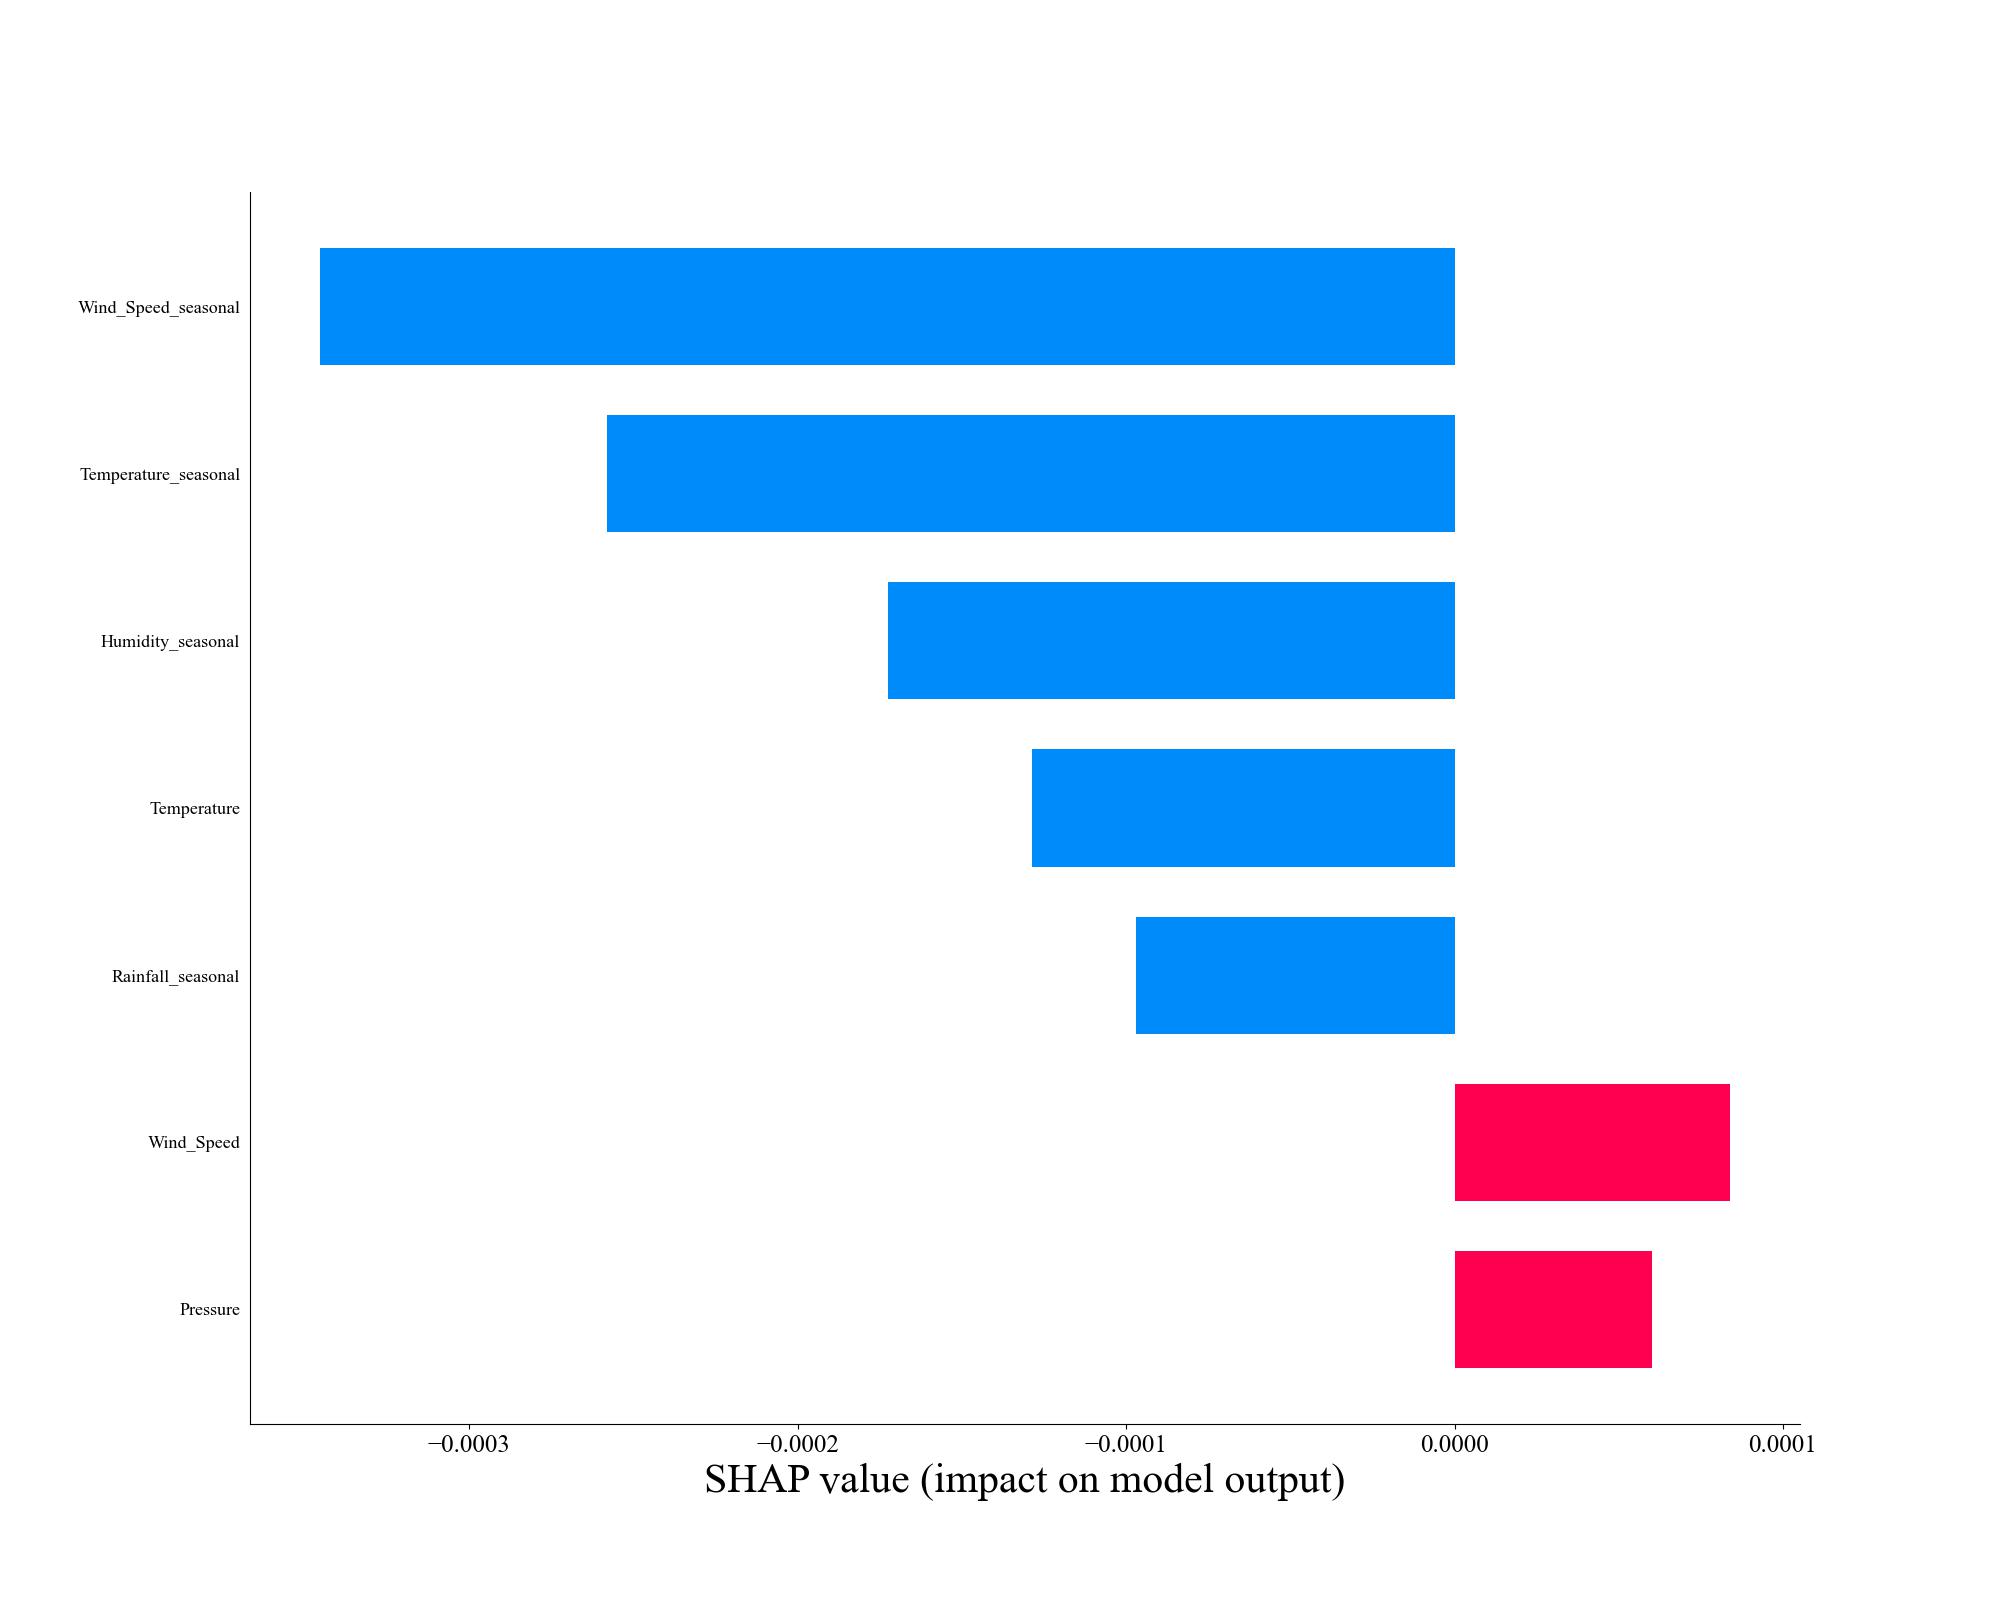 Wind_Speed_seasonal
Temperature_seasonal
Humidity_seasonal
Temperature
Rainfall_seasonal
Wind_Speed
Pressure
−0.0003 −0.0002 −0.0001 0.0000 0.0001
SHAP value (impact on model output)